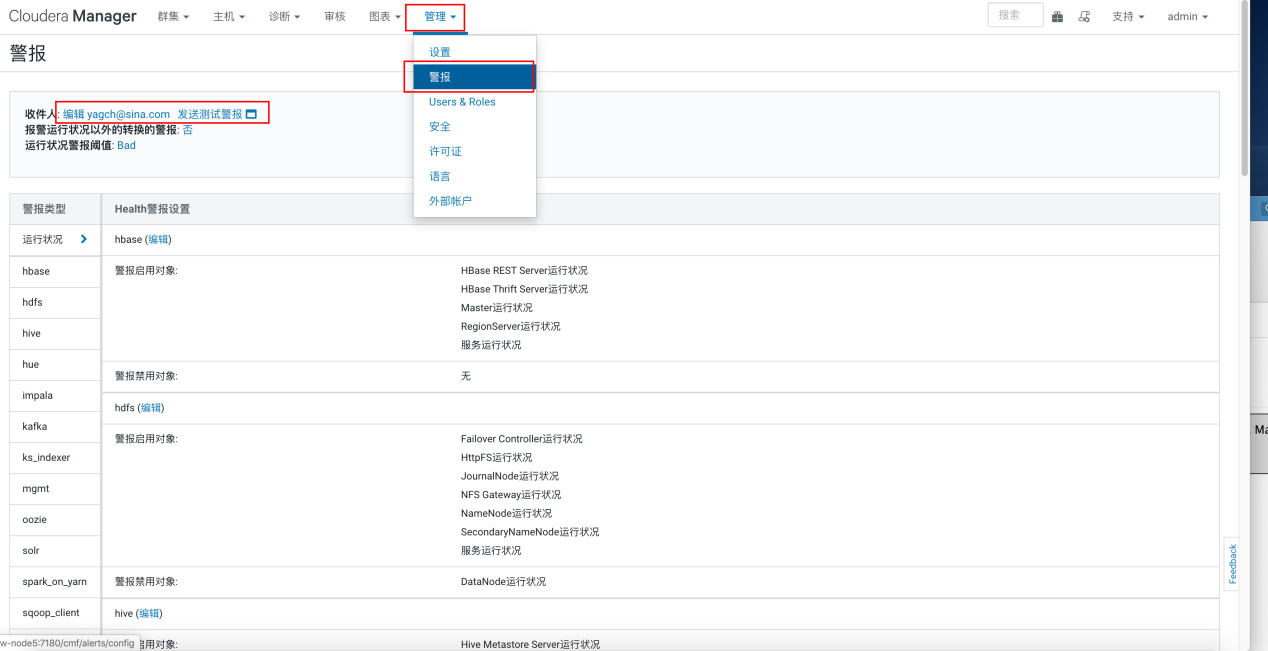 Cloudera Manager 群集 主机 诊断 审核 图表 管理 搜索 支持 admin
警报
设置
警报
Users & Roles
安全
许可证
语言
外部帐户
收件人: 编辑 yagch@sina.com 发送测试警报
报警运行状况以外的转换的警报: 否
运行状况警报阈值: Bad
警报类型 Health警报设置
运行状况 hbase (编辑)
hbase 警报启用对象: HBase REST Server运行状况
HBase Thrift Server运行状况
hdfs Master运行状况
RegionServer运行状况
hive 服务运行状况
hue 警报禁用对象: 无
impala hdfs (编辑)
kafka 警报启用对象: Failover Controller运行状况
ks_indexer HttpFS运行状况
JournalNode运行状况
mgmt NFS Gateway运行状况
NameNode运行状况
oozie SecondaryNameNode运行状况
solr 服务运行状况
spark_on_yarn 警报禁用对象: DataNode运行状况
sqoop_client hive (编辑)
启用对象: Hive Metastore Server运行状况
w-node5:7180/cmf/alerts/config
Feedback